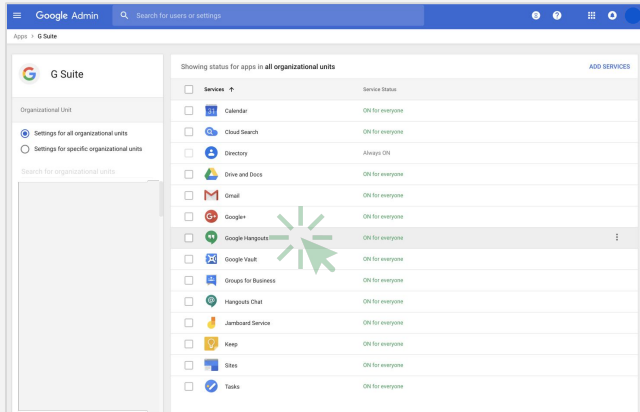 Google Admin
Search for users or settings
Apps > G Suite
G Suite
Organizational Unit
Settings for all organizational units
Settings for specific organizational units
Search for organizational units
Showing status for apps in all organizational units
ADD SERVICES
Services ↑ Service Status
Calendar ON for everyone
Cloud Search ON for everyone
Directory Always ON
Drive and Docs ON for everyone
Gmail ON for everyone
Google+ ON for everyone
Google Hangouts ON for everyone
Google Vault ON for everyone
Groups for Business ON for everyone
Hangouts Chat ON for everyone
Jamboard Service ON for everyone
Keep ON for everyone
Sites ON for everyone
Tasks ON for everyone